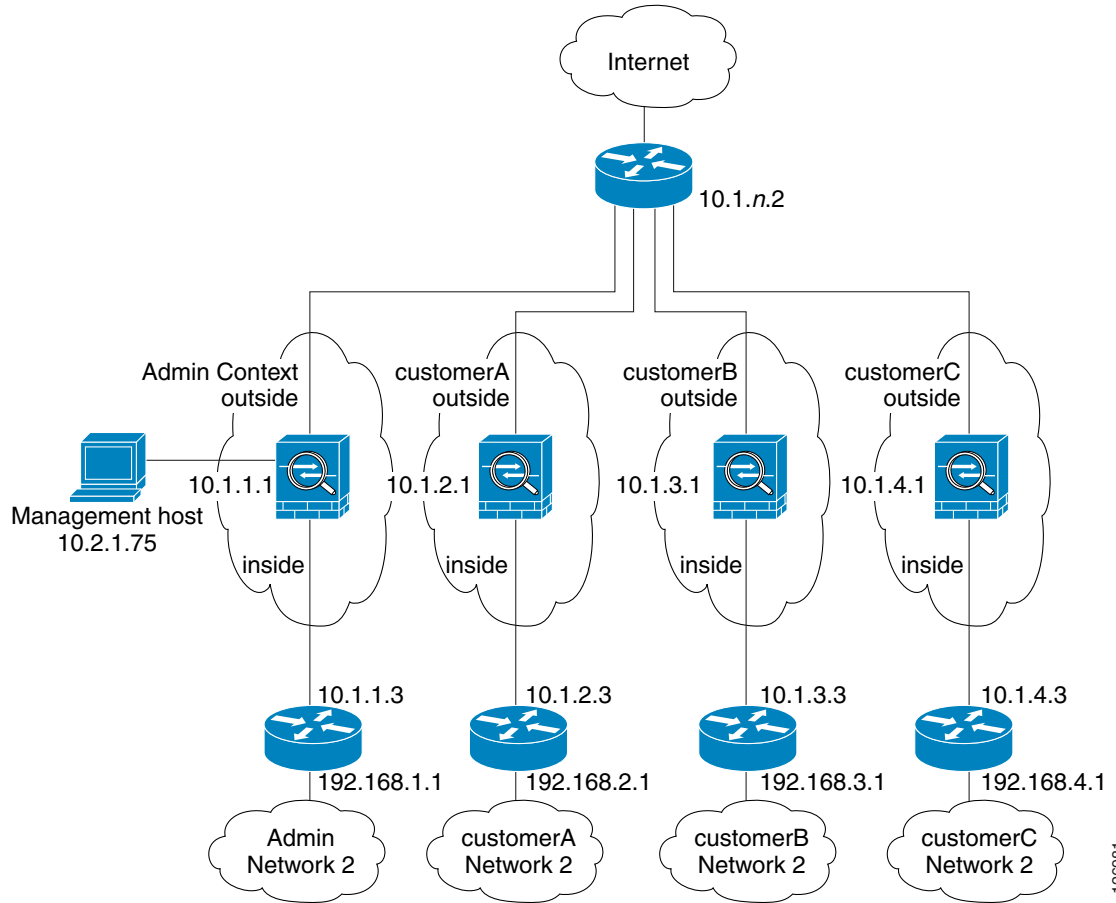 Internet
10.1.n.2
Admin Context
outside
customerA
outside
customerB
outside
customerC
outside
10.1.1.1
10.1.2.1
10.1.3.1
10.1.4.1
Management host
10.2.1.75
inside
inside
inside
inside
10.1.1.3
10.1.2.3
10.1.3.3
10.1.4.3
192.168.1.1
192.168.2.1
192.168.3.1
192.168.4.1
Admin
Network 2
customerA
Network 2
customerB
Network 2
customerC
Network 2